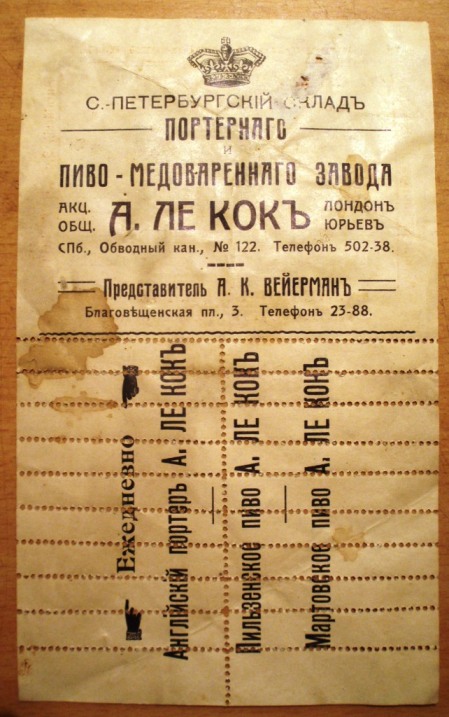 С.-ПЕТЕРБУРГСКІЙ СКЛАДЪ
ПОРТЕРНАГО
И
ПИВО - МЕДОВАРЕННАГО ЗАВОДА
АКЦ. ОБЩ. А. ЛЕ КОКЪ ЛОНДОНЪ ЮРЬЕВЪ
СПб., Обводный кан., № 122. Телефонъ 502-38.
Представитель А. К. ВЕЙЕРМАНЪ
Благовѣщенская пл., 3. Телефонъ 23-88.
Ежедневно
Англійскій портеръ А. ЛЕ КОКЪ
Пильзенское пиво А. ЛЕ КОКЪ
Мартовское пиво А. ЛЕ КОКЪ